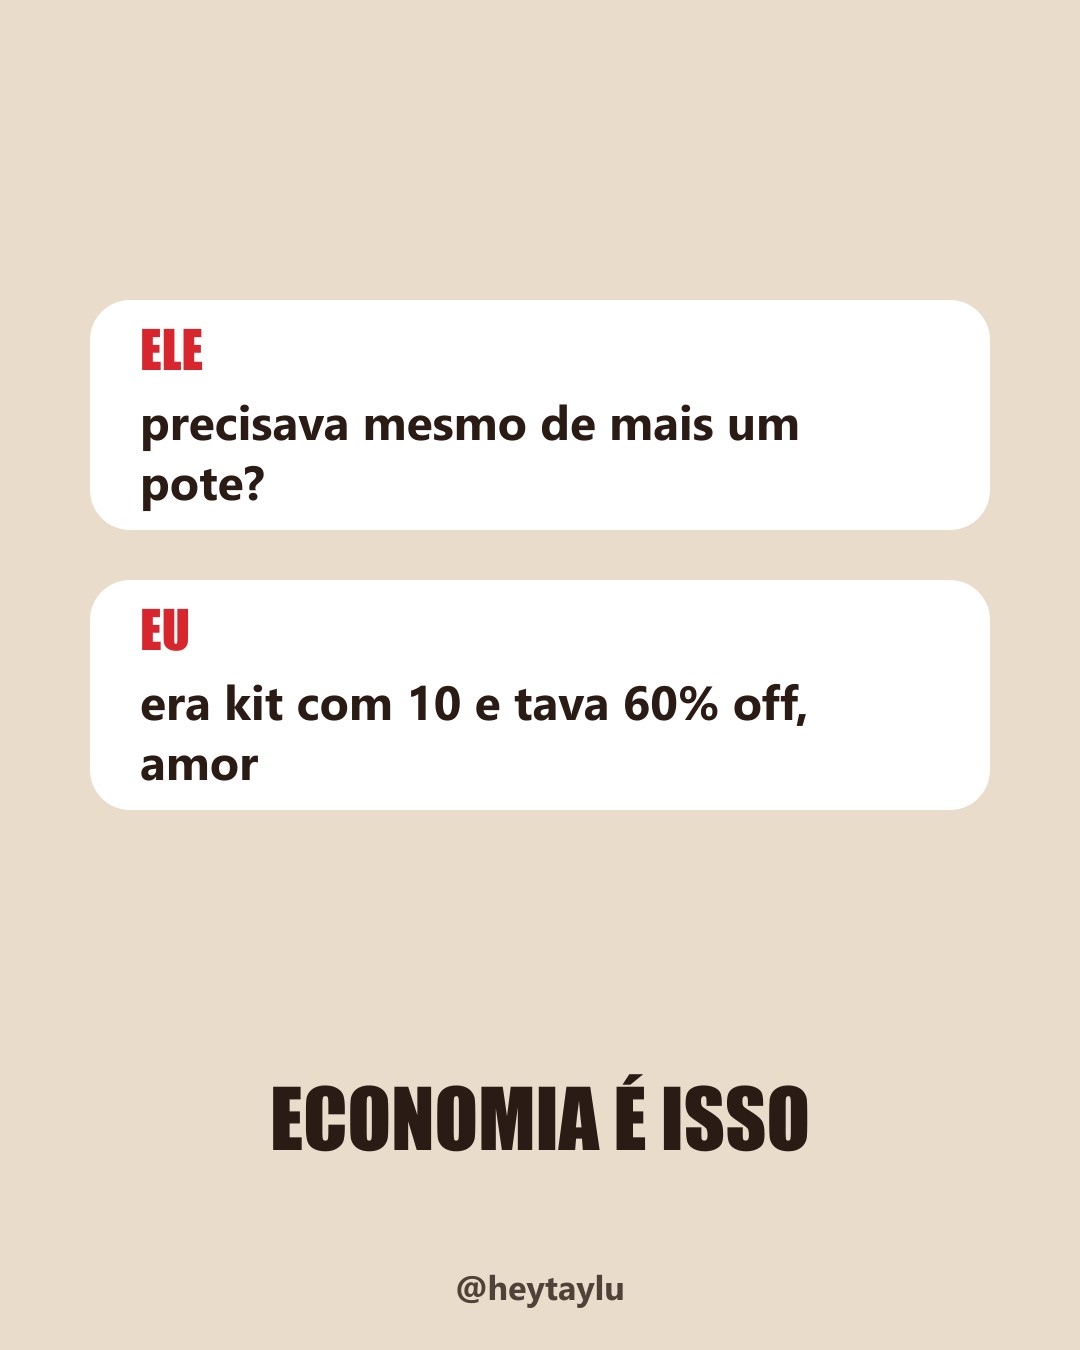 ELE
precisava mesmo de mais um
pote?
EU
era kit com 10 e tava 60% off,
amor
ECONOMIA É ISSO
@heytaylu